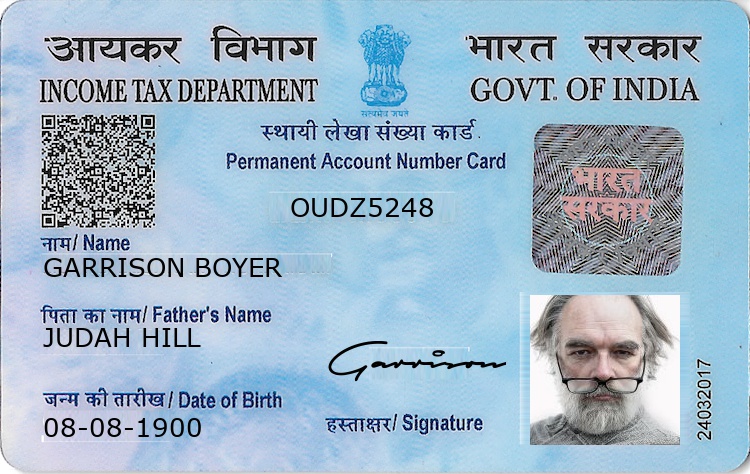 आयकर विभाग
भारत सरकार
INCOME TAX DEPARTMENT
GOVT. OF INDIA
सत्यमेव जयते
स्थायी लेखा संख्या कार्ड
Permanent Account Number Card
OUDZ5248
भारत
सरकार
नाम/ Name
GARRISON BOYER
पिता का नाम/ Father's Name
JUDAH HILL
Garrison
जन्म की तारीख/ Date of Birth
08-08-1900
हस्ताक्षर/ Signature
24032017